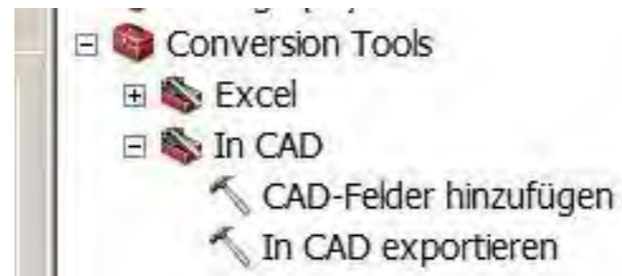 Conversion Tools
Excel
In CAD
CAD-Felder hinzufügen
In CAD exportieren